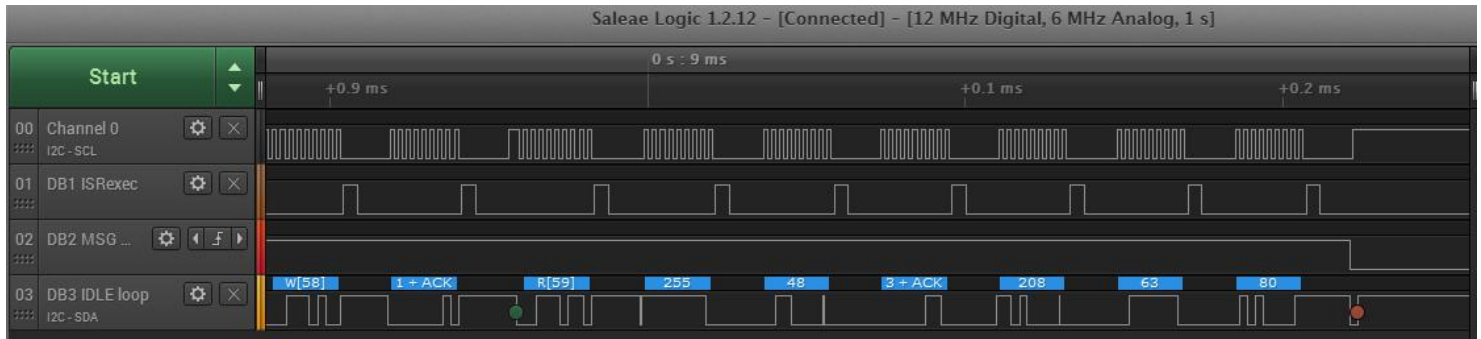 Saleae Logic 1.2.12 - [Connected] - [12 MHz Digital, 6 MHz Analog, 1 s]
Start
0 s : 9 ms
+0.9 ms +0.1 ms +0.2 ms
00 Channel 0
I2C - SCL
01 DB1 ISRexec
02 DB2 MSG ...
W[58] 1 + ACK R[59] 255 48 3 + ACK 208 63 80
03 DB3 IDLE loop
I2C - SDA